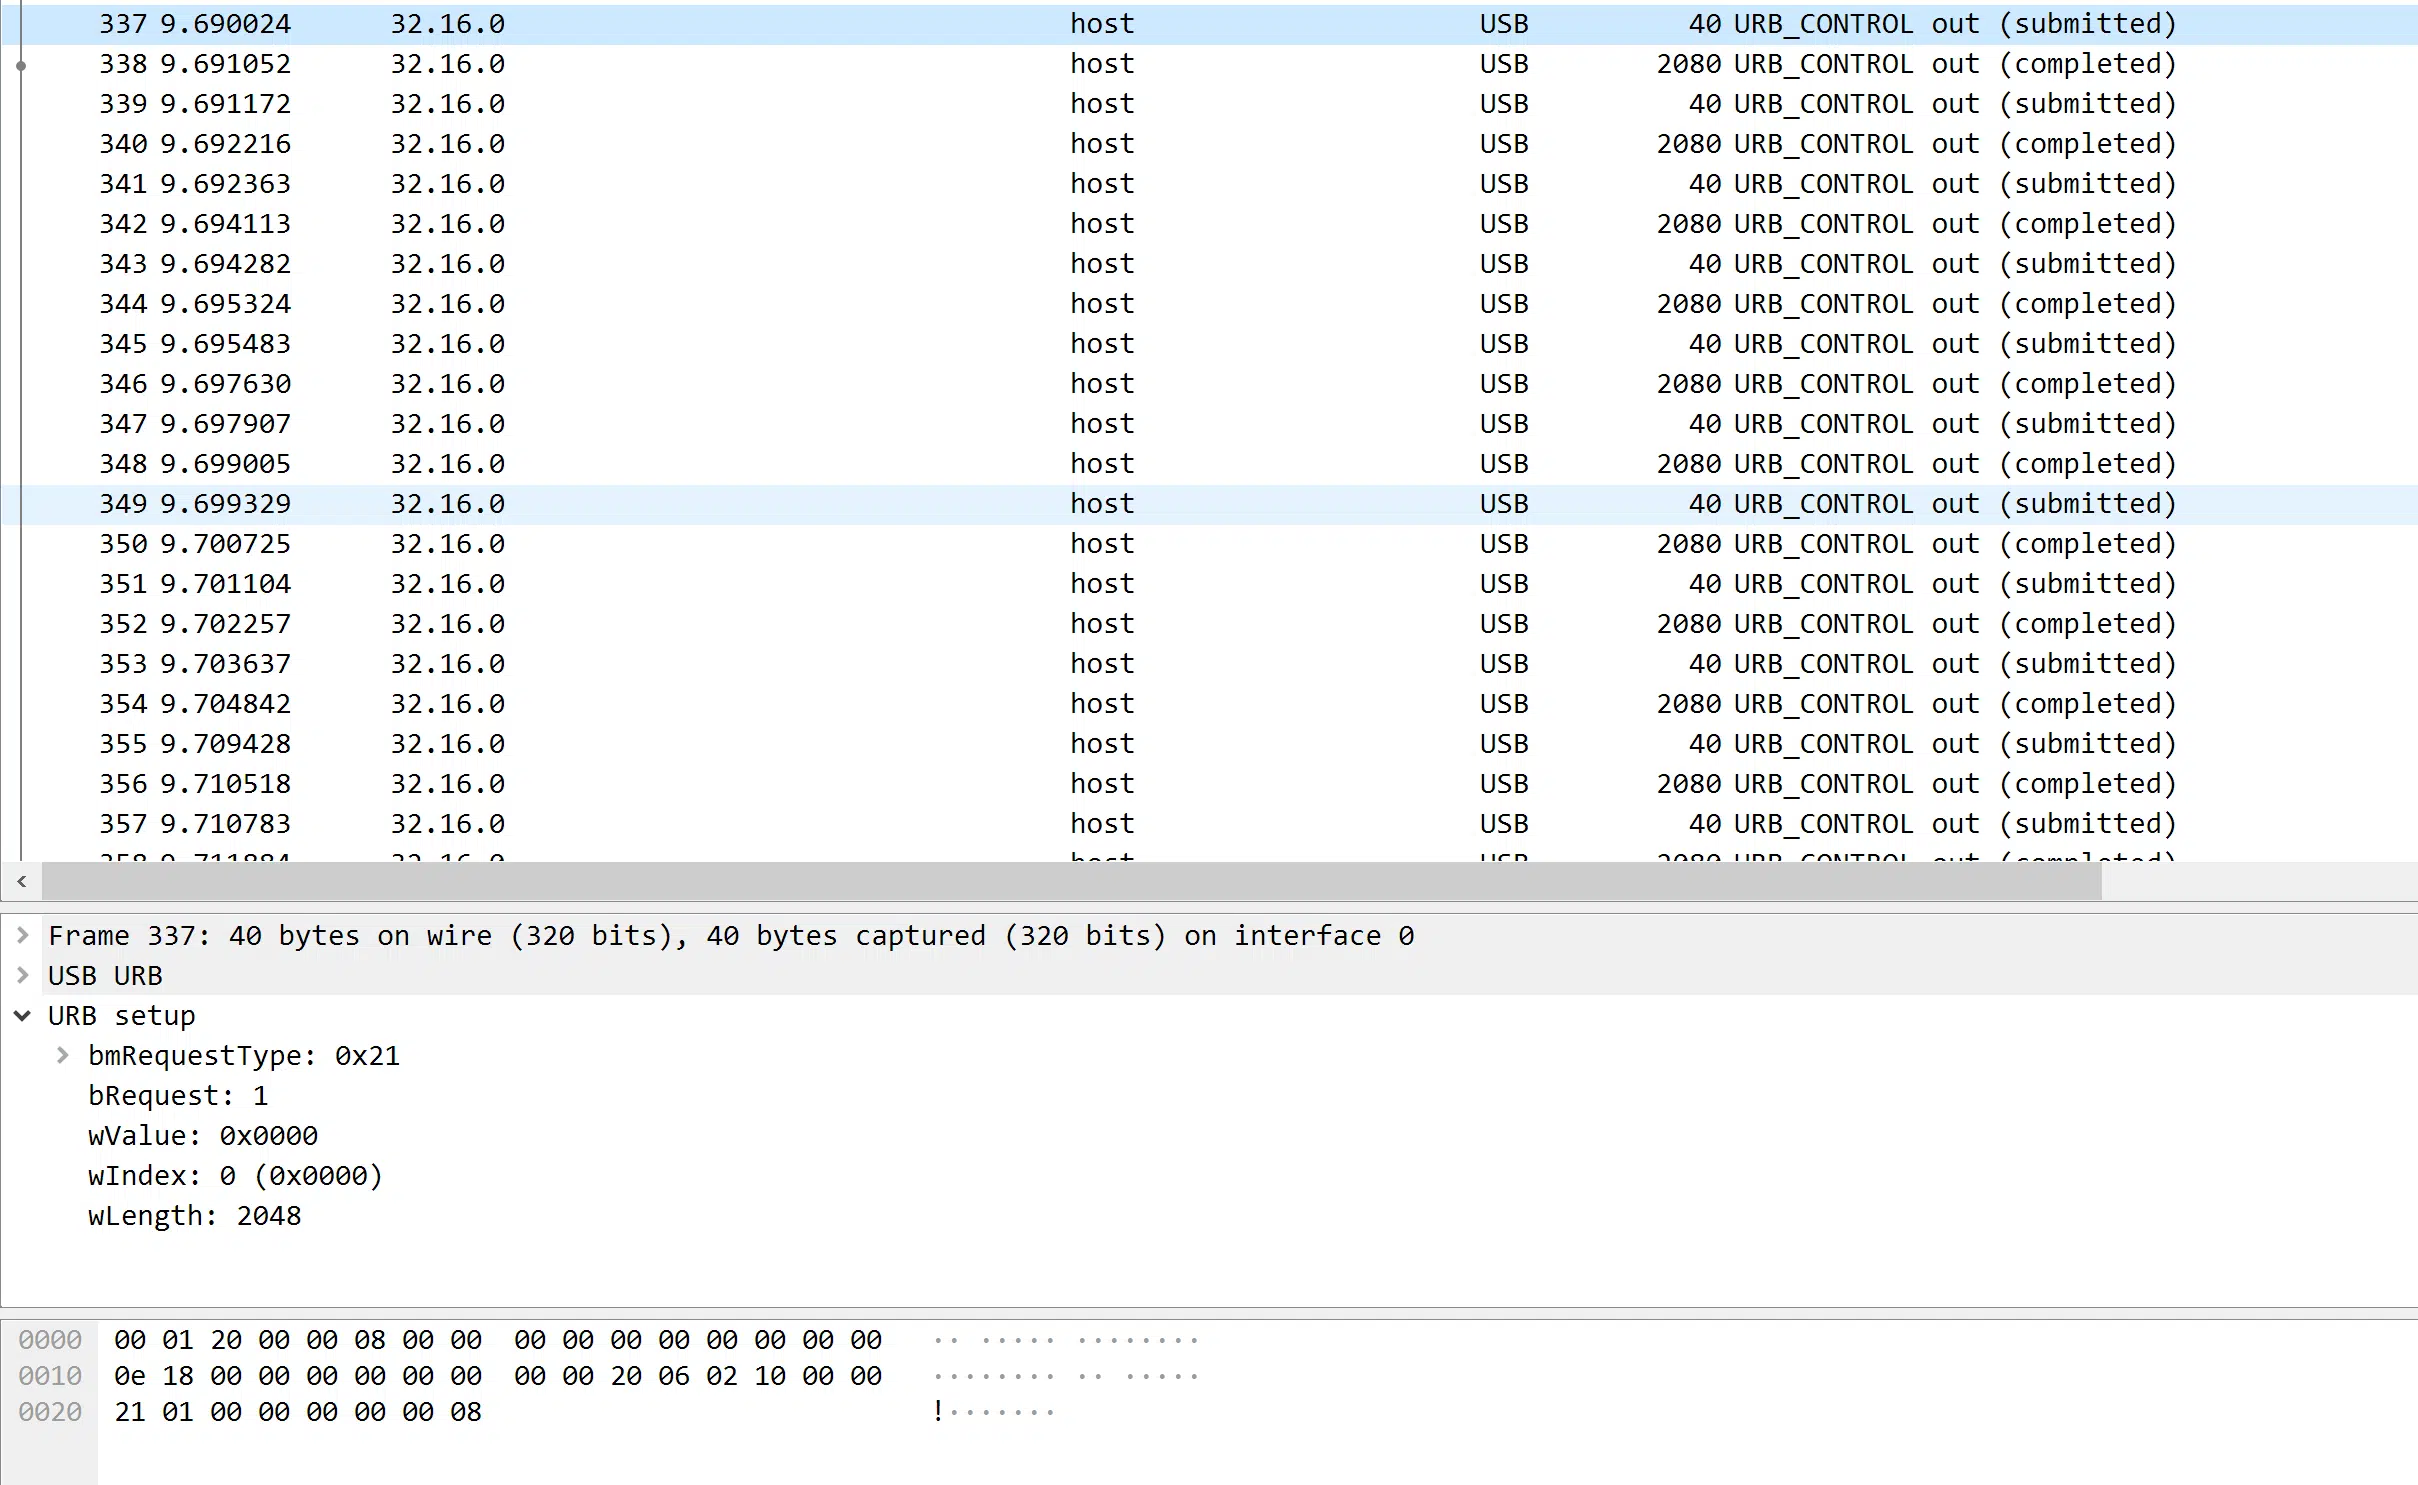 337 9.690024 32.16.0 host USB 40 URB_CONTROL out (submitted)
338 9.691052 32.16.0 host USB 2080 URB_CONTROL out (completed)
339 9.691172 32.16.0 host USB 40 URB_CONTROL out (submitted)
340 9.692216 32.16.0 host USB 2080 URB_CONTROL out (completed)
341 9.692363 32.16.0 host USB 40 URB_CONTROL out (submitted)
342 9.694113 32.16.0 host USB 2080 URB_CONTROL out (completed)
343 9.694282 32.16.0 host USB 40 URB_CONTROL out (submitted)
344 9.695324 32.16.0 host USB 2080 URB_CONTROL out (completed)
345 9.695483 32.16.0 host USB 40 URB_CONTROL out (submitted)
346 9.697630 32.16.0 host USB 2080 URB_CONTROL out (completed)
347 9.697907 32.16.0 host USB 40 URB_CONTROL out (submitted)
348 9.699005 32.16.0 host USB 2080 URB_CONTROL out (completed)
349 9.699329 32.16.0 host USB 40 URB_CONTROL out (submitted)
350 9.700725 32.16.0 host USB 2080 URB_CONTROL out (completed)
351 9.701104 32.16.0 host USB 40 URB_CONTROL out (submitted)
352 9.702257 32.16.0 host USB 2080 URB_CONTROL out (completed)
353 9.703637 32.16.0 host USB 40 URB_CONTROL out (submitted)
354 9.704842 32.16.0 host USB 2080 URB_CONTROL out (completed)
355 9.709428 32.16.0 host USB 40 URB_CONTROL out (submitted)
356 9.710518 32.16.0 host USB 2080 URB_CONTROL out (completed)
357 9.710783 32.16.0 host USB 40 URB_CONTROL out (submitted)
358 9.711884 32.16.0 host USB 2080 URB_CONTROL out (completed)
Frame 337: 40 bytes on wire (320 bits), 40 bytes captured (320 bits) on interface 0
USB URB
URB setup
bmRequestType: 0x21
bRequest: 1
wValue: 0x0000
wIndex: 0 (0x0000)
wLength: 2048
0000 00 01 20 00 00 08 00 00 00 00 00 00 00 00 00 00 ·· ····· ········
0010 0e 18 00 00 00 00 00 00 00 00 20 06 02 10 00 00 ········ ·· ·····
0020 21 01 00 00 00 00 00 08 !·······